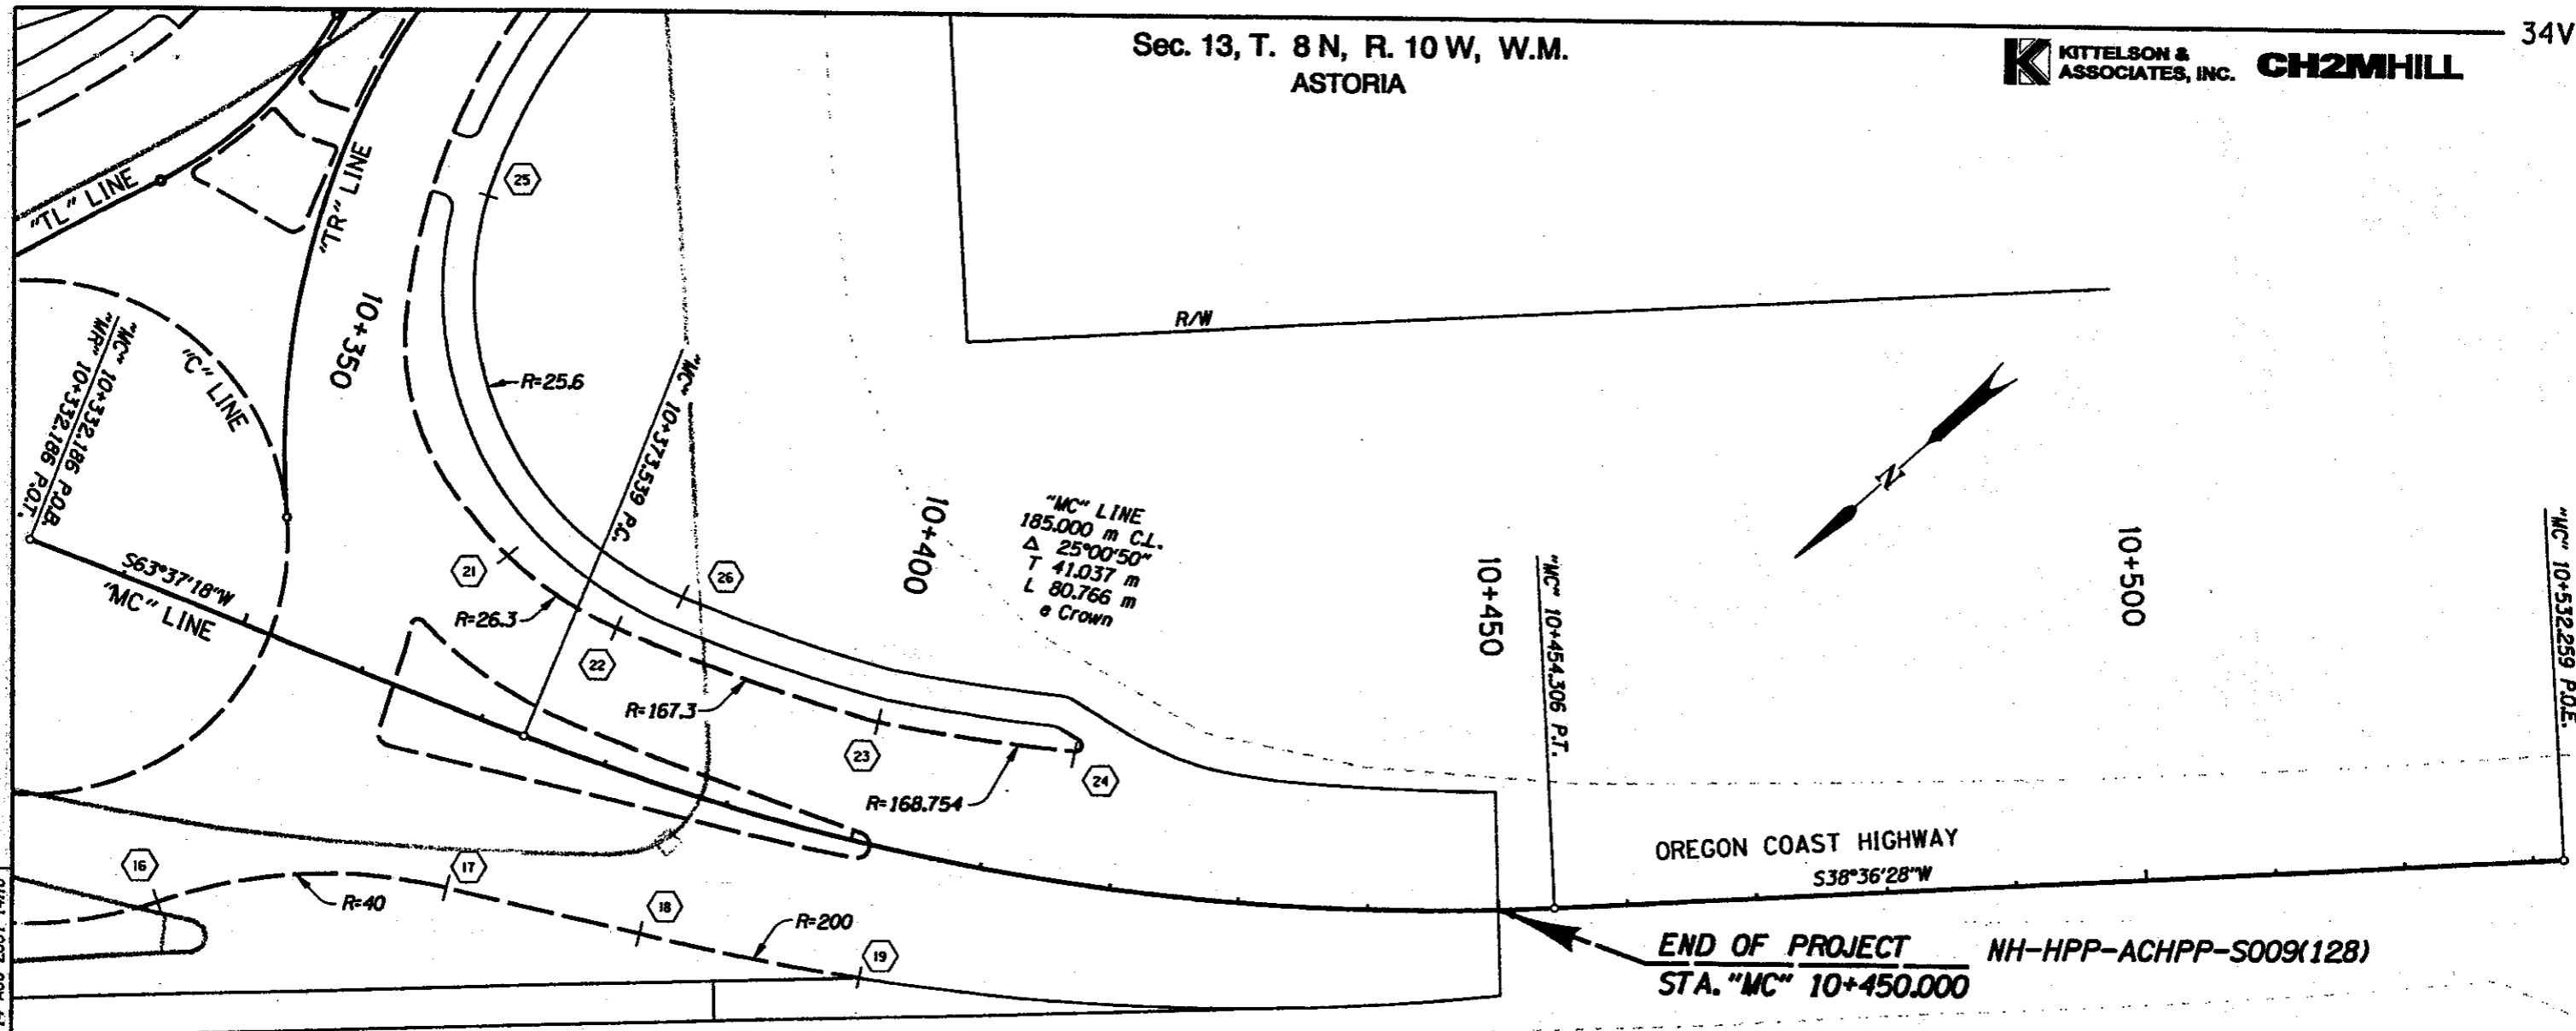 Sec. 13, T. 8 N, R. 10 W, W.M.
ASTORIA
34V
K KITTELSON &
ASSOCIATES, INC.
CH2MHILL
"TL" LINE
"TR" LINE
25
10+350
"C" LINE
"MC" 10+332.186 P.O.B.
"WR" 10+332.186 P.O.T.
R/W
R=25.6
"MC" 10+373.539 P.C.
S63°37'18"W
"MC" LINE
21
R=26.3
22
26
10+400
"MC" LINE
185.000 m C.L.
Δ 25°00'50"
T 41.037 m
L 80.766 m
e Crown
N
10+450
"MC" 10+454.306 P.T.
10+500
"MC" 10+532.259 P.O.E.
R=167.3
23
R=168.754
24
16
R=40
17
18
R=200
19
OREGON COAST HIGHWAY
S38°36'28"W
END OF PROJECT NH-HPP-ACHPP-S009(128)
STA. "MC" 10+450.000